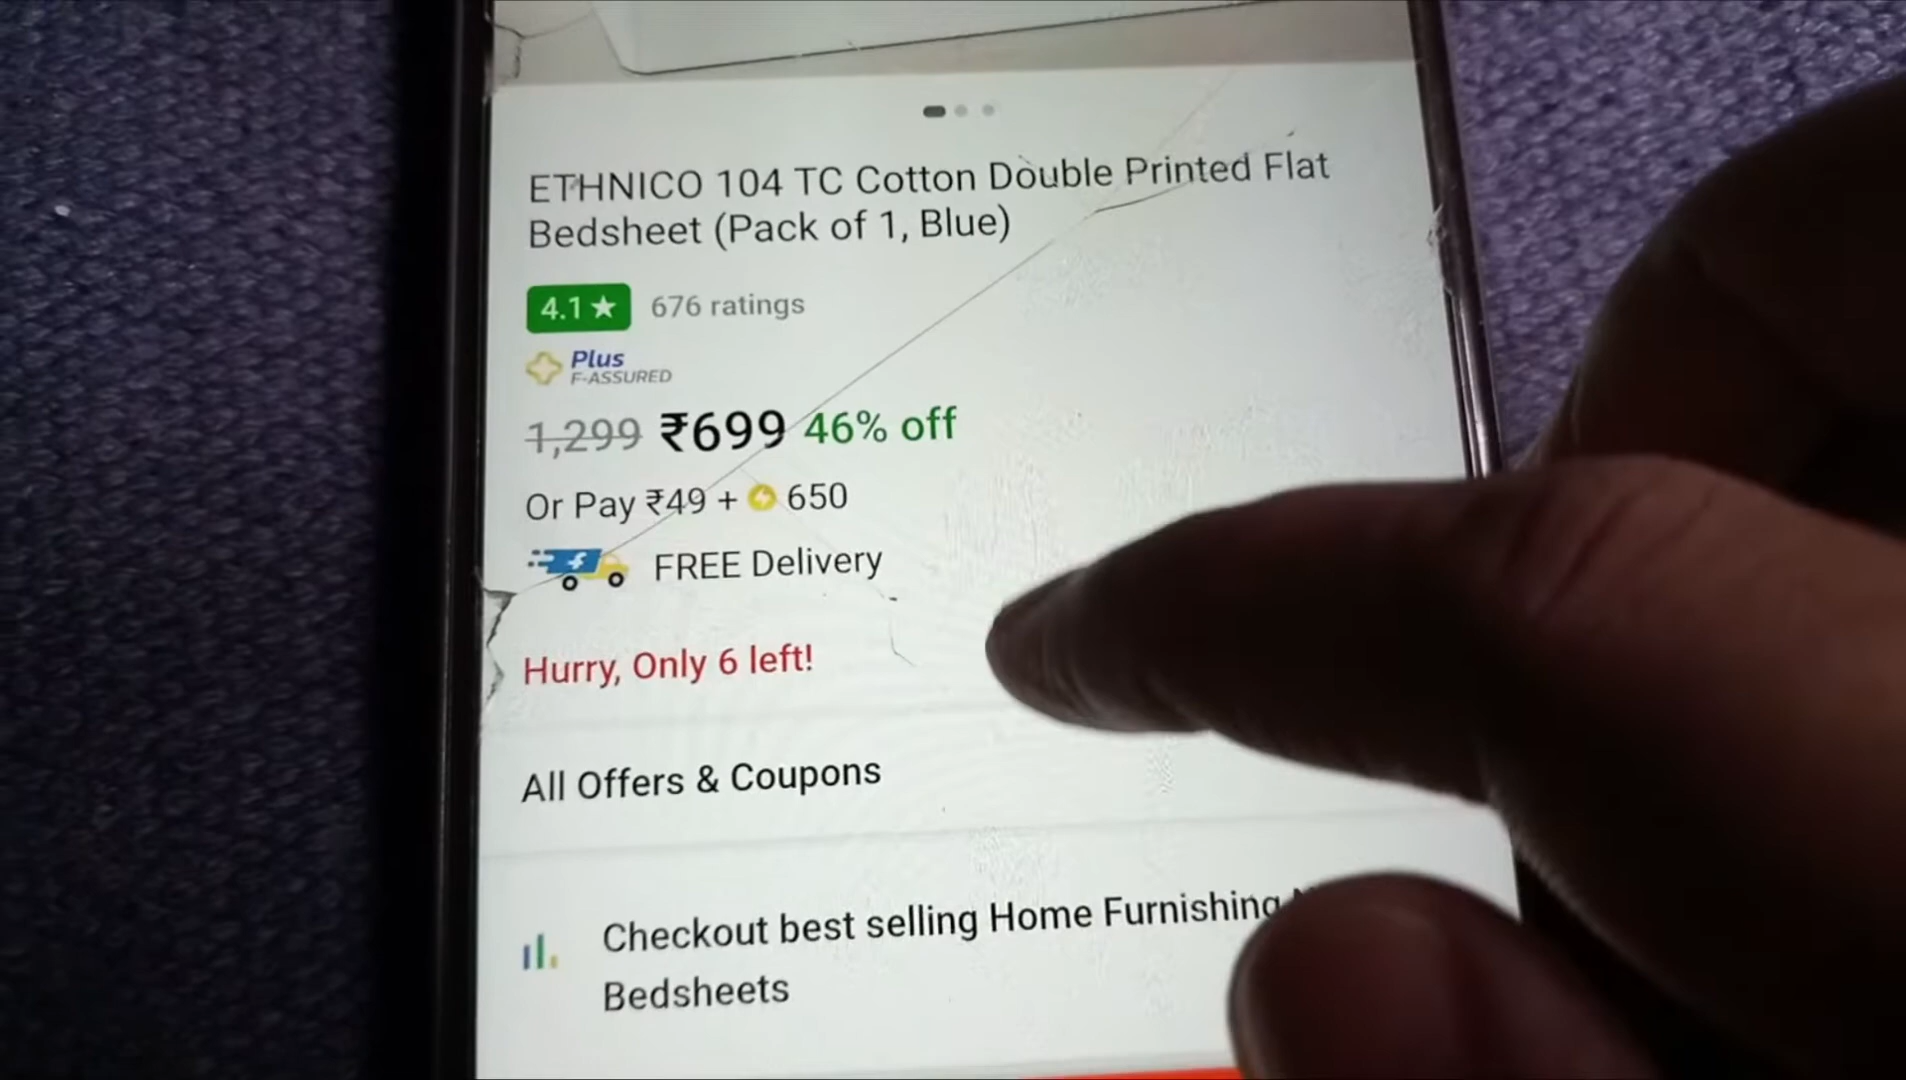 ETHNICO 104 TC Cotton Double Printed Flat
Bedsheet (Pack of 1, Blue)
4.1★ 676 ratings
Plus
F-ASSURED
1,299 ₹699 46% off
Or Pay ₹49 + 650
FREE Delivery
Hurry, Only 6 left!
All Offers & Coupons
Checkout best selling Home Furnishing
Bedsheets